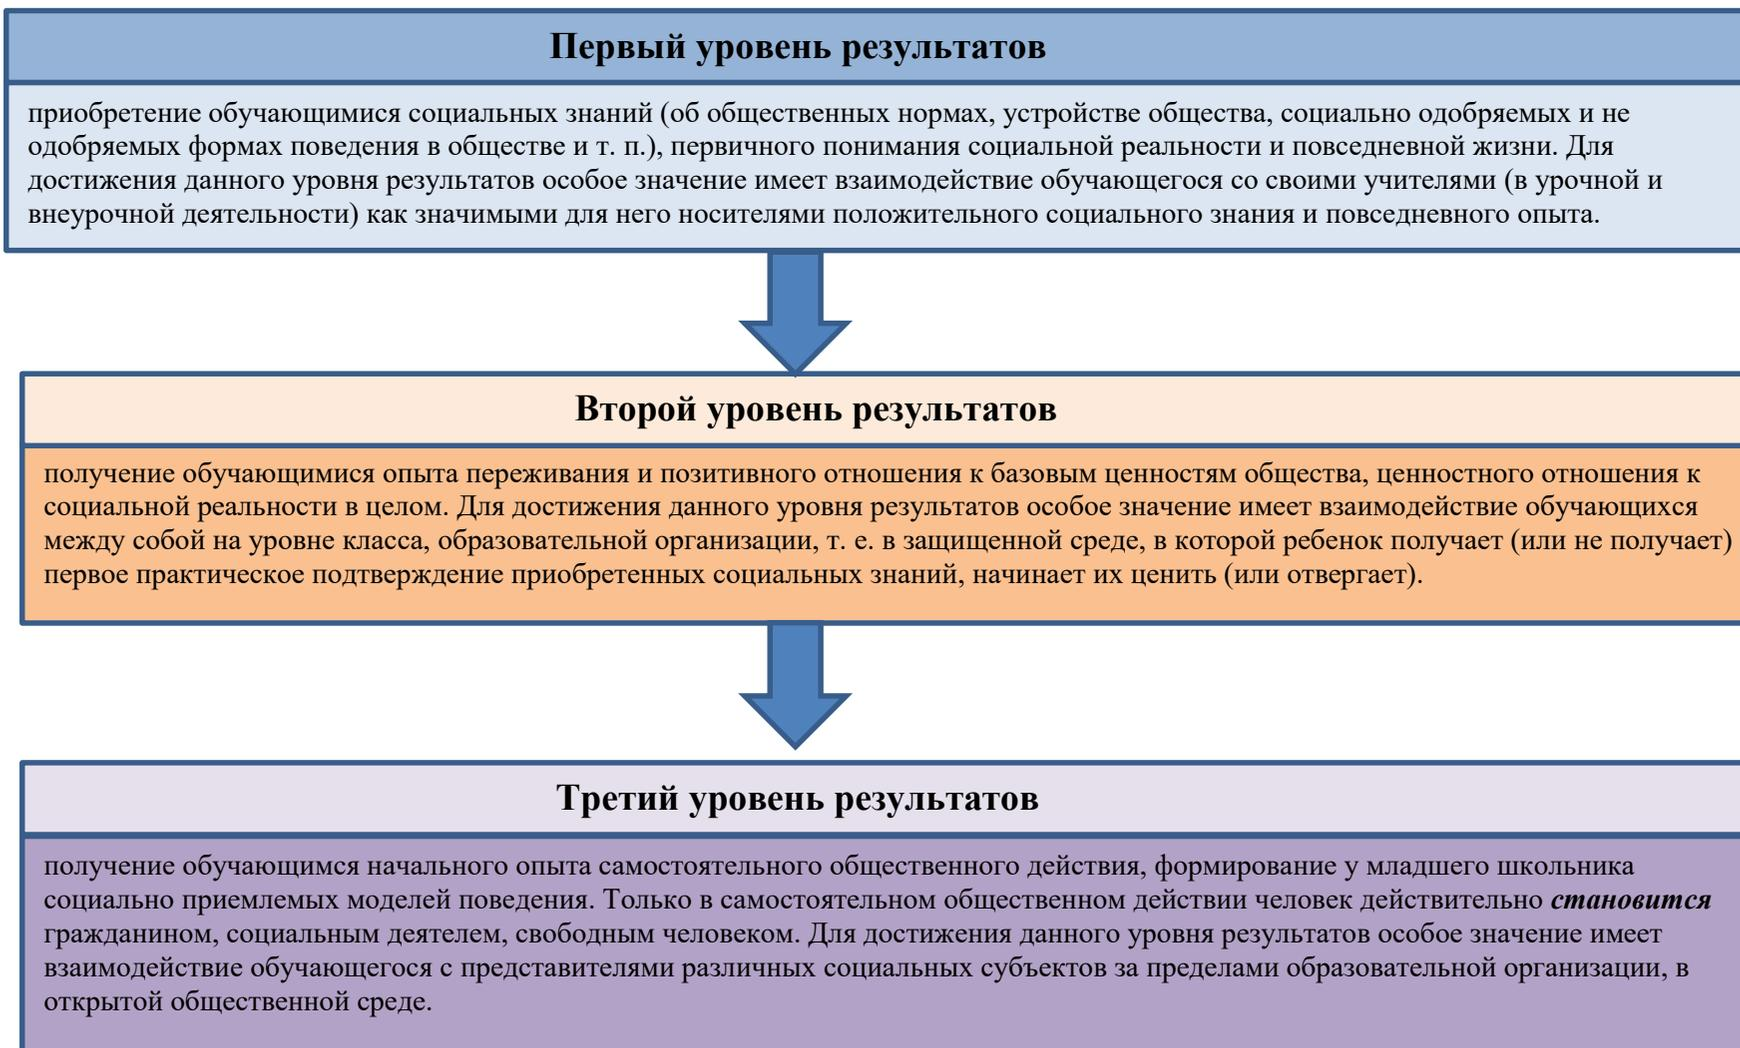 Первый уровень результатов
приобретение обучающимися социальных знаний (об общественных нормах, устройстве общества, социально одобряемых и не
одобряемых формах поведения в обществе и т. п.), первичного понимания социальной реальности и повседневной жизни. Для
достижения данного уровня результатов особое значение имеет взаимодействие обучающегося со своими учителями (в урочной и
внеурочной деятельности) как значимыми для него носителями положительного социального знания и повседневного опыта.
Второй уровень результатов
получение обучающимися опыта переживания и позитивного отношения к базовым ценностям общества, ценностного отношения к
социальной реальности в целом. Для достижения данного уровня результатов особое значение имеет взаимодействие обучающихся
между собой на уровне класса, образовательной организации, т. е. в защищенной среде, в которой ребенок получает (или не получает)
первое практическое подтверждение приобретенных социальных знаний, начинает их ценить (или отвергает).
Третий уровень результатов
получение обучающимся начального опыта самостоятельного общественного действия, формирование у младшего школьника
социально приемлемых моделей поведения. Только в самостоятельном общественном действии человек действительно становится
гражданином, социальным деятелем, свободным человеком. Для достижения данного уровня результатов особое значение имеет
взаимодействие обучающегося с представителями различных социальных субъектов за пределами образовательной организации, в
открытой общественной среде.